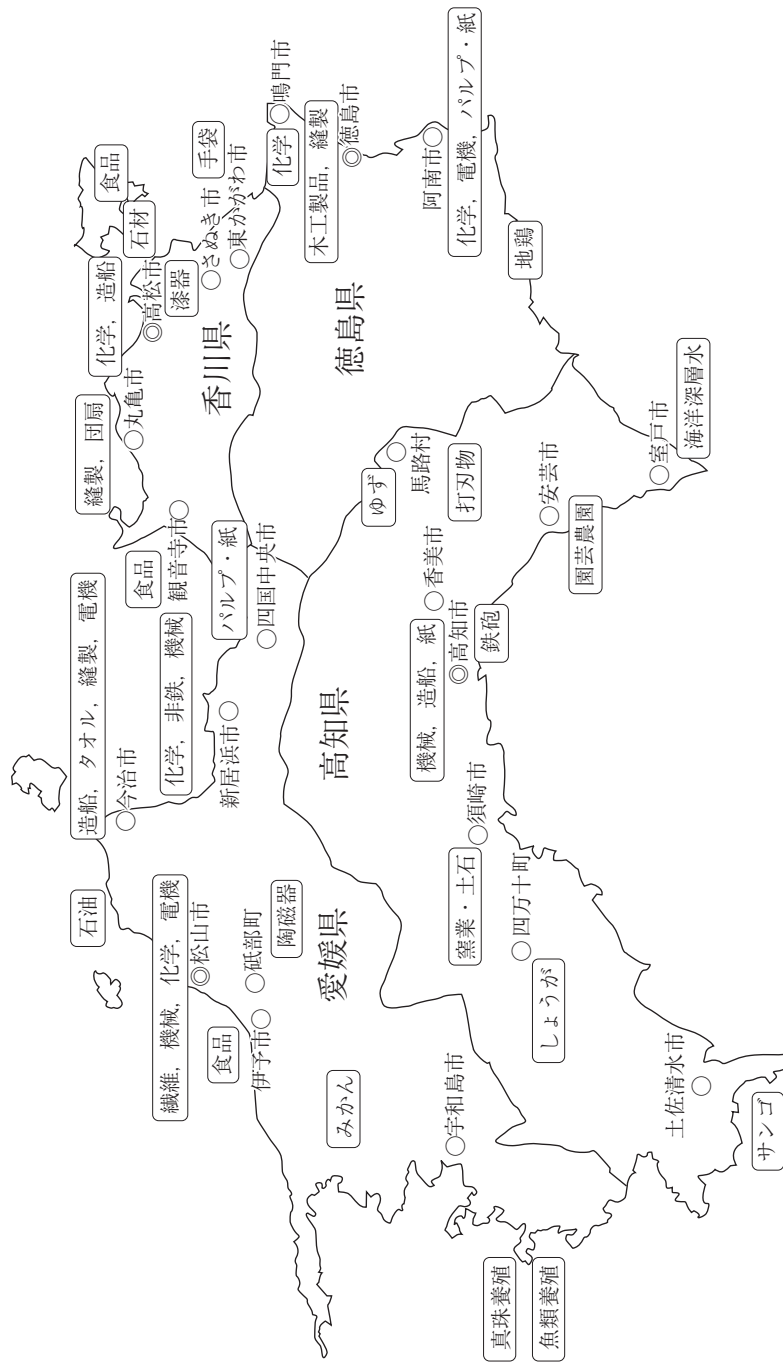 石油
造船，タオル，縫製，電機
今治市
繊維，機械，化学，電機
松山市
食品
伊予市
砥部町
陶磁器
化学，非鉄，機械
新居浜市
パルプ・紙
四国中央市
愛媛県
みかん
宇和島市
真珠養殖
魚類養殖
食品
観音寺市
縫製，団扇
丸亀市
化学，造船
高松市
漆器
石材
食品
さぬき市
手袋
東かがわ市
香川県
化学
鳴門市
木工製品，縫製
徳島市
徳島県
阿南市
化学，電機，パルプ・紙
地鶏
高知県
ゆず
馬路村
打刃物
香美市
機械，造船，紙
高知市
鉄砲
安芸市
園芸農園
室戸市
海洋深層水
須崎市
窯業・土石
四万十町
しょうが
土佐清水市
サンゴ